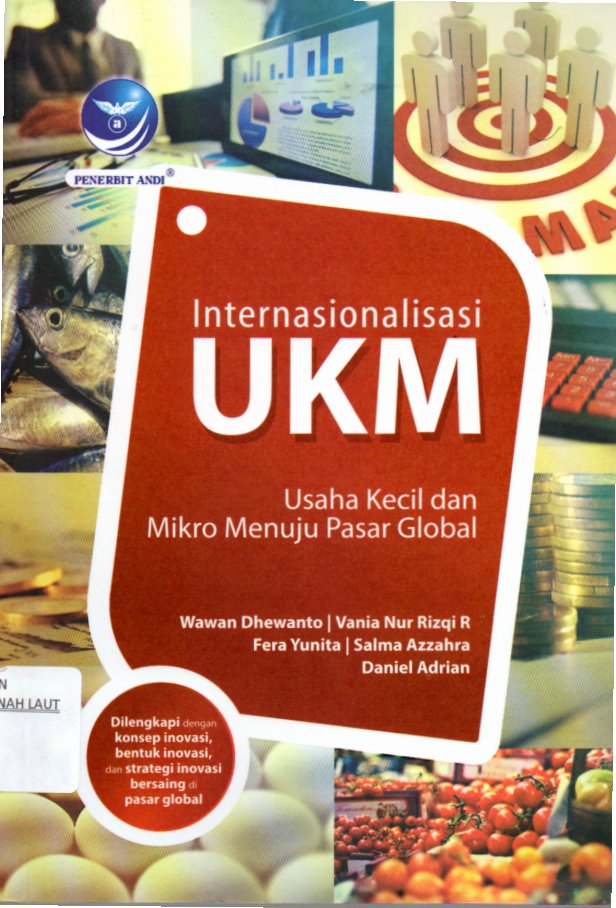 PENERBIT ANDI®
MA
Internasionalisasi
UKM
Usaha Kecil dan
Mikro Menuju Pasar Global
Wawan Dhewanto | Vania Nur Rizqi R
Fera Yunita | Salma Azzahra
Daniel Adrian
N
NAH LAUT
Dilengkapi dengan
konsep inovasi,
bentuk inovasi,
dan strategi inovasi
bersaing di
pasar global